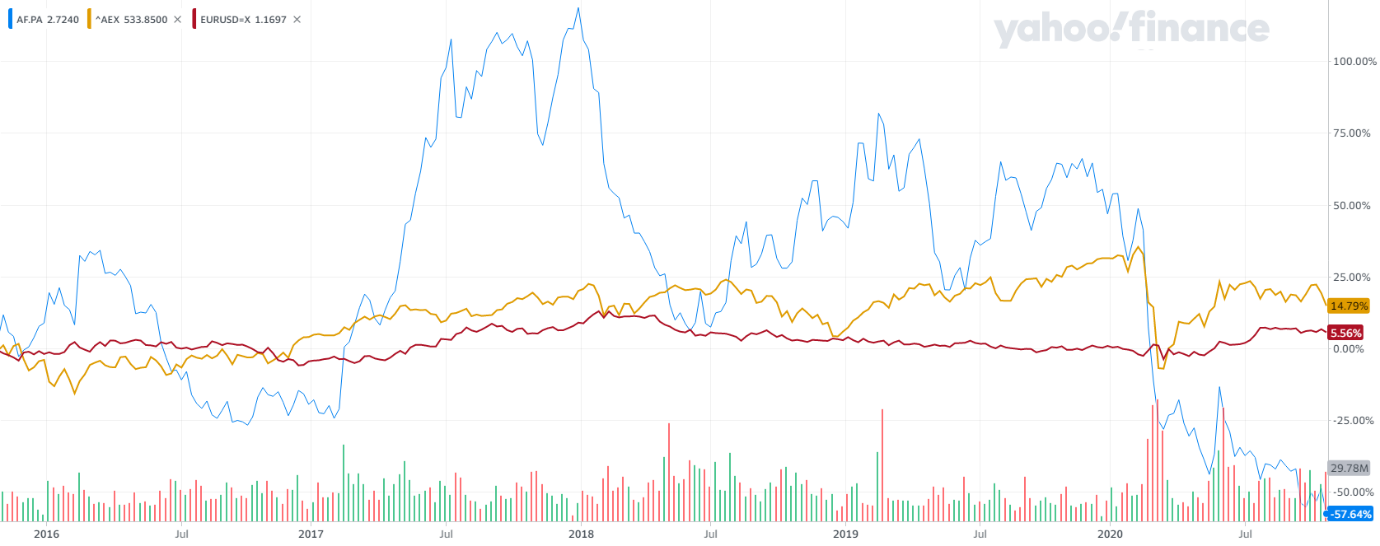 AF.PA 2.7240 ^AEX 533.8500 × EURUSD=X 1.1697 ×
yahoo!finance
100.00%
75.00%
50.00%
25.00%
14.79%
5.56%
0.00%
-25.00%
29.78M
-50.00%
-57.64%
2016 Jul 2017 Jul 2018 Jul 2019 Jul 2020 Jul